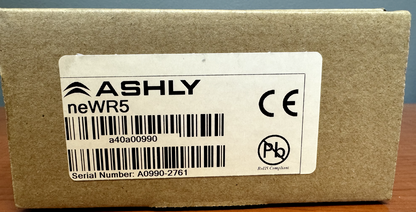 ASHLY
neWR5
CE
a40a00990
Pb
RoHS Compliant
Serial Number: A0990-2761